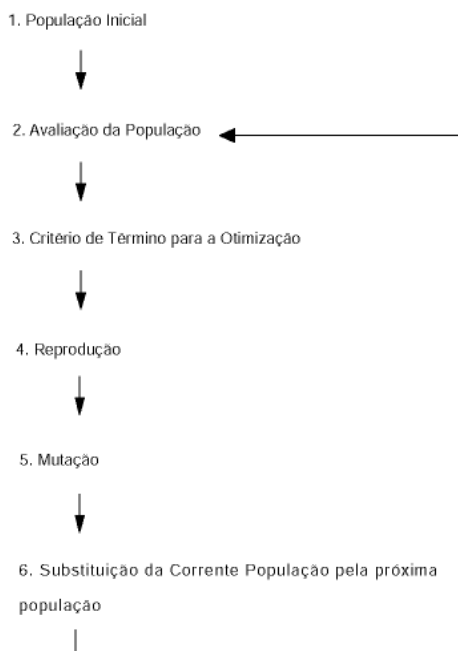 1. População Inicial
2. Avaliação da População
3. Critério de Término para a Otimização
4. Reprodução
5. Mutação
6. Substituição da Corrente População pela próxima
população